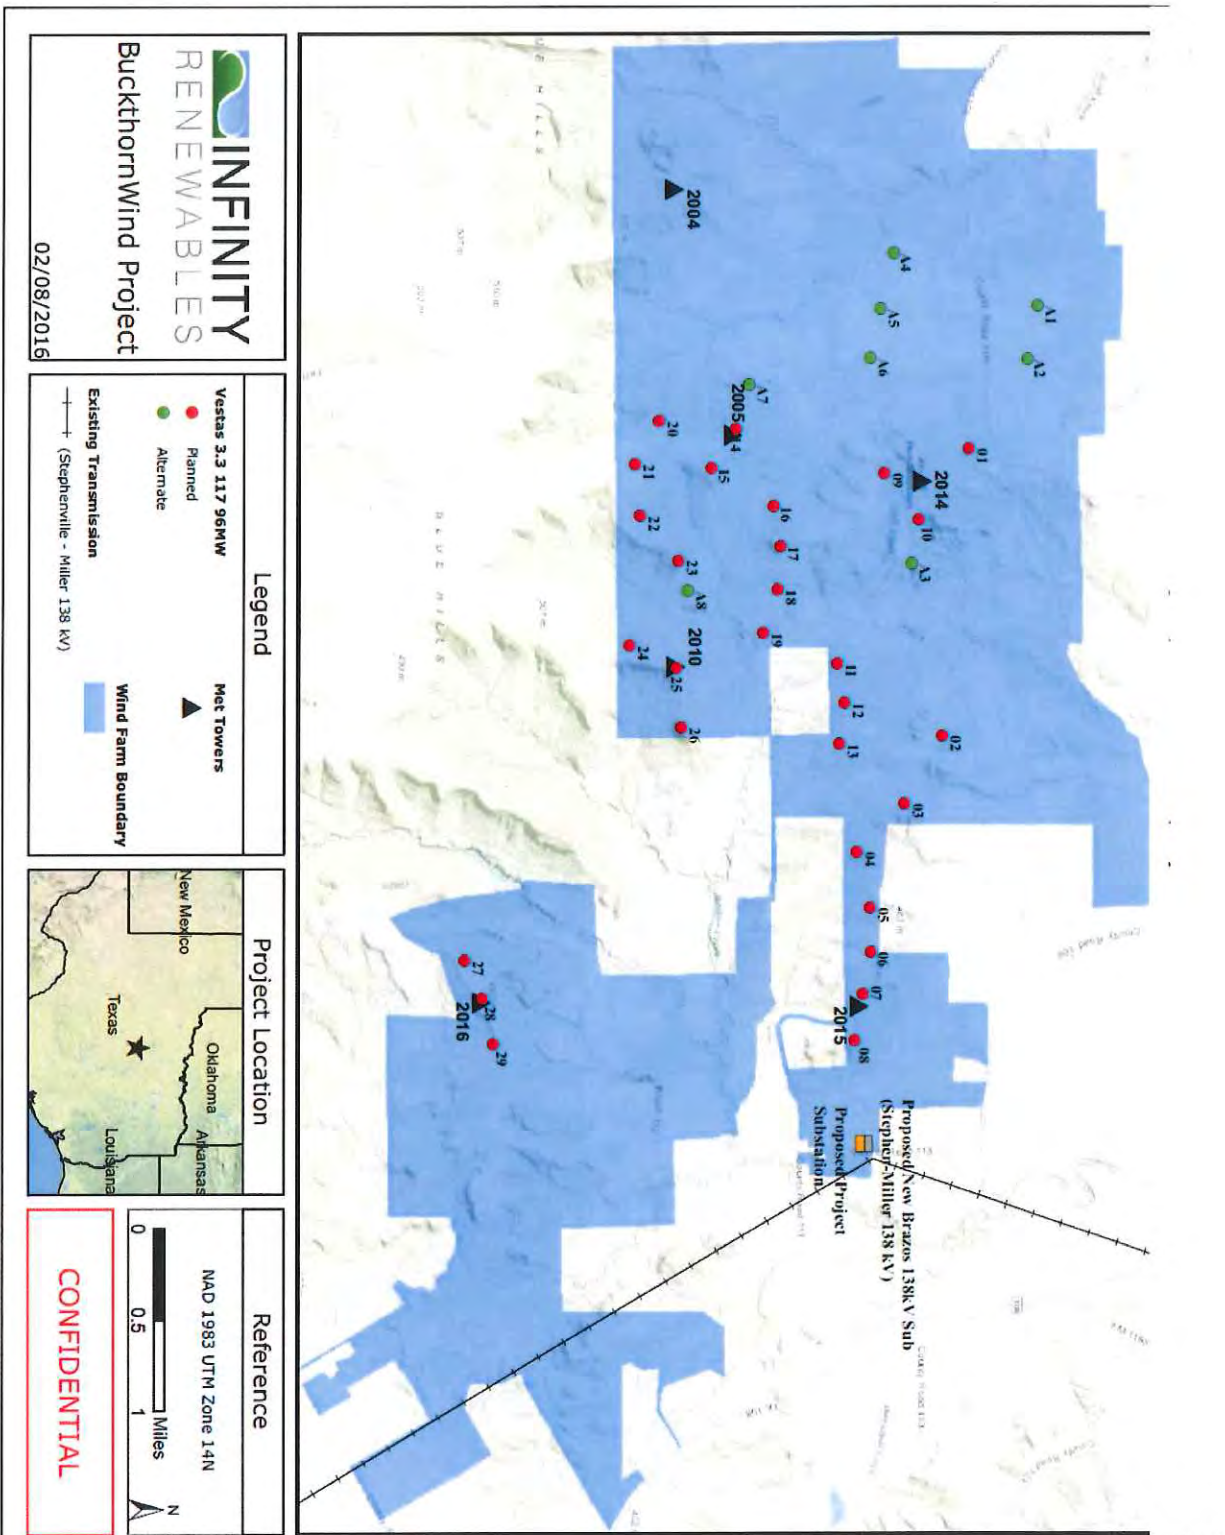 INFINITY
RENEWABLES
BuckthornWind Project
02/08/2016
Legend
Vestas 3.3 117 96MW
Planned
Alternate
Existing Transmission
(Stephenville - Miller 138 kV)
Met Towers
Wind Farm Boundary
Project Location
New Mexico
Oklahoma
Arkansas
Texas
Louisiana
Reference
NAD 1983 UTM Zone 14N
0 0.5 1 Miles
N
CONFIDENTIAL
A1
A2
A4
A5
A6
A7
2004
2005
14
15
20
21
22
23
A8
24
2010
25
26
16
17
18
19
01
09
2014
10
A3
11
12
13
02
03
04
05
06
07
2015
08
27
28
2016
29
Proposed New Brazos 138kV Sub
(Stephen-Miller 138 kV)
Proposed Project
Substation
BLUE HILLS